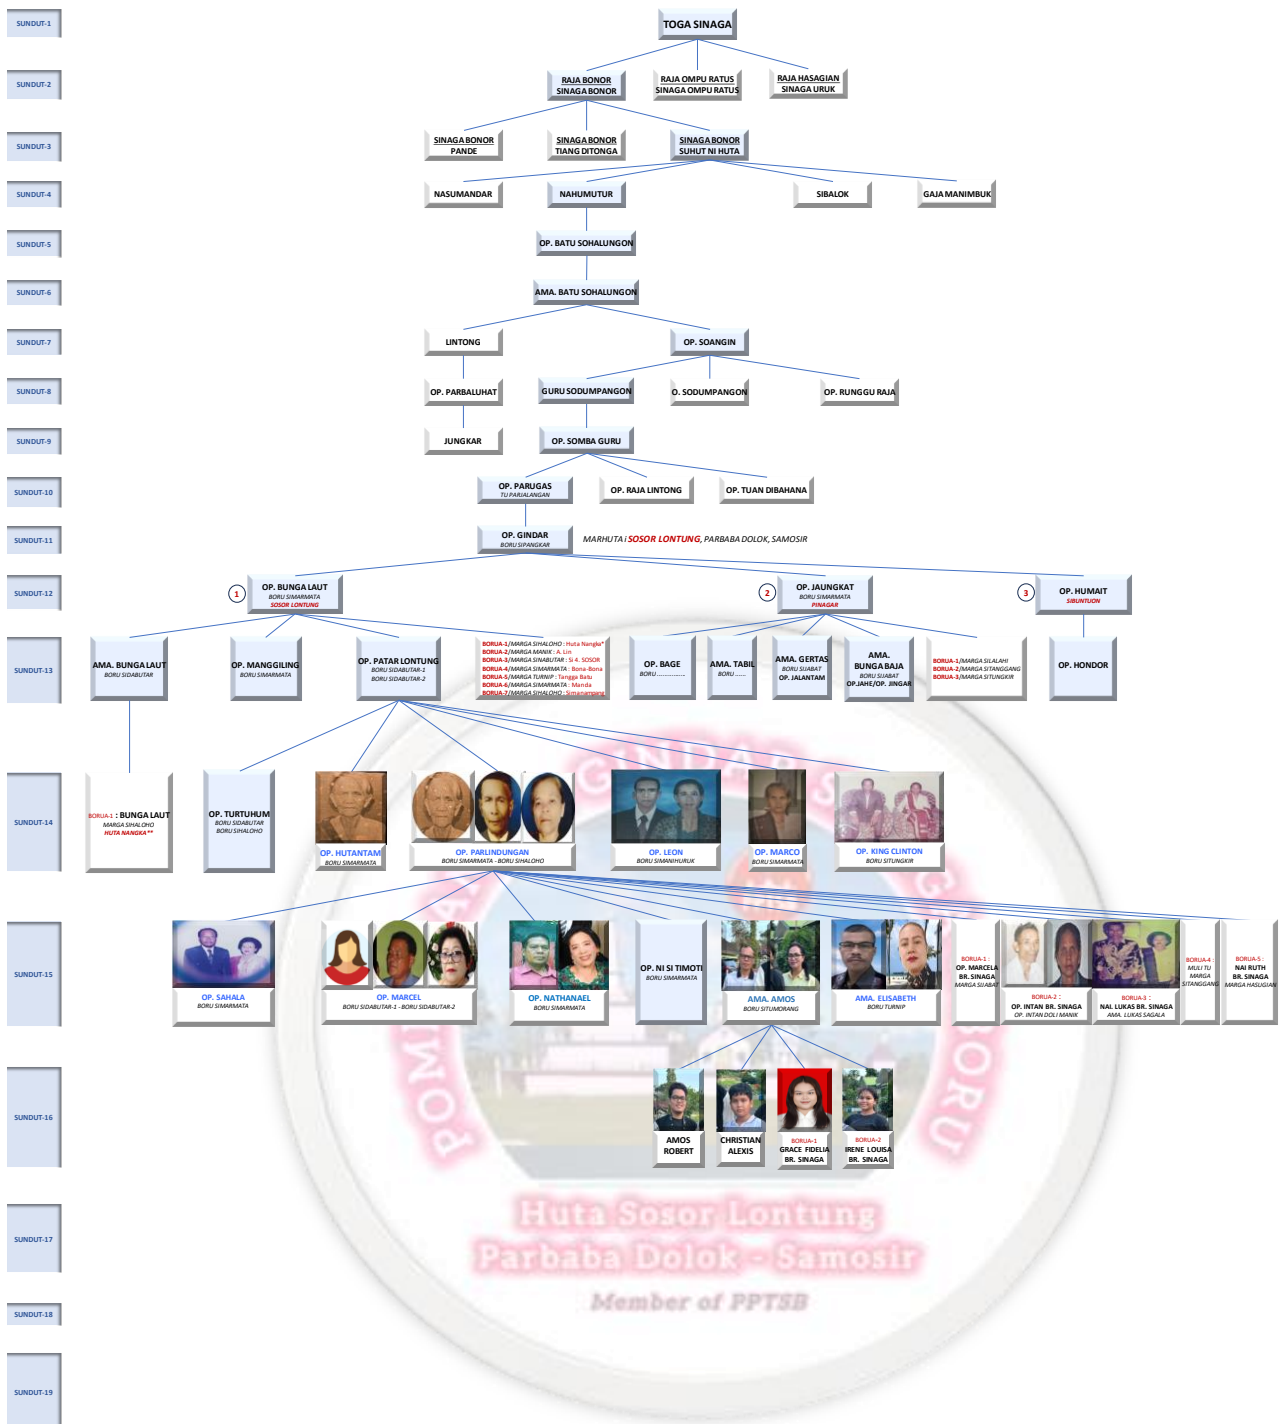 SUNDUT-1
TOGA SINAGA
SUNDUT-2
RAJA BONOR
SINAGA BONOR
RAJA OMPU RATUS
SINAGA OMPU RATUS
RAJA HASAGIAN
SINAGA URUK
SUNDUT-3
SINAGA BONOR
PANDE
SINAGA BONOR
TIANG DITONGA
SINAGA BONOR
SUHUT NI HUTA
SUNDUT-4
NASUMANDAR
NAHUMUTUR
SIBALOK
GAJA MANIMBUK
SUNDUT-5
OP. BATU SOHALUNGON
SUNDUT-6
AMA. BATU SOHALUNGON
SUNDUT-7
LINTONG
OP. SOANGIN
SUNDUT-8
OP. PARBALUHAT
GURU SODUMPANGON
O. SODUMPANGON
OP. RUNGGU RAJA
SUNDUT-9
JUNGKAR
OP. SOMBA GURU
SUNDUT-10
OP. PARUGAS
TU PARJALANGAN
OP. RAJA LINTONG
OP. TUAN DIBAHANA
SUNDUT-11
OP. GINDAR
BORU SIPANGKAR
MARHUTA i SOSOR LONTUNG, PARBABA DOLOK, SAMOSIR
SUNDUT-12
1
OP. BUNGA LAUT
BORU SIMARMATA
SOSOR LONTUNG
2
OP. JAUNGKAT
BORU SIMARMATA
PINAGAR
3
OP. HUMAIT
SIBUNTUON
SUNDUT-13
AMA. BUNGA LAUT
BORU SIDABUTAR
OP. MANGGILING
BORU SIMARMATA
OP. PATAR LONTUNG
BORU SIDABUTAR-1
BORU SIDABUTAR-2
BORUA-1/MARGA SIHALOHO : Huta Nangka*
BORUA-2/MARGA MANIK : A. Lin
BORUA-3/MARGA SINABUTAR : Si 4. SOSOR
BORUA-4/MARGA SIMARMATA : Bona-Bona
BORUA-5/MARGA TURNIP : Tangga Batu
BORUA-6/MARGA SIMARMATA : Manda
BORUA-7/MARGA SIHALOHO : Simanampang
OP. BAGE
BORU ................
AMA. TABIL
BORU ......
AMA. GERTAS
BORU SIJABAT
OP. JALANTAM
AMA.
BUNGA BAJA
BORU SIJABAT
OP.JAHE/OP. JINGAR
BORUA-1/MARGA SILALAHI
BORUA-2/MARGA SITANGGANG
BORUA-3/MARGA SITUNGKIR
OP. HONDOR
SUNDUT-14
BORUA-1 : BUNGA LAUT
MARGA SIHALOHO
HUTA NANGKA**
OP. TURTUHUM
BORU SIDABUTAR
BORU SIHALOHO
OP. HUTANTAM
BORU SIMARMATA
OP. PARLINDUNGAN
BORU SIMARMATA - BORU SIHALOHO
OP. LEON
BORU SIMANIHURUK
OP. MARCO
BORU SIMARMATA
OP. KING CLINTON
BORU SITUNGKIR
SUNDUT-15
OP. SAHALA
BORU SIMARMATA
OP. MARCEL
BORU SIDABUTAR-1 - BORU SIDABUTAR-2
OP. NATHANAEL
BORU SIMARMATA
OP. NI SI TIMOTI
BORU SIMARMATA
AMA. AMOS
BORU SITUMORANG
AMA. ELISABETH
BORU TURNIP
BORUA-1 :
OP. MARCELA
BR. SINAGA
MARGA SIJABAT
BORUA-2 :
OP. INTAN BR. SINAGA
OP. INTAN DOLI MANIK
BORUA-3 :
NAI. LUKAS BR. SINAGA
AMA. LUKAS SAGALA
BORUA-4 :
MULI TU
MARGA
SITANGGANG
BORUA-5 :
NAI RUTH
BR. SINAGA
MARGA HASUGIAN
SUNDUT-16
AMOS
ROBERT
CHRISTIAN
ALEXIS
BORUA-1
GRACE FIDELIA
BR. SINAGA
BORUA-2
IRENE LOUISA
BR. SINAGA
SUNDUT-17
Huta Sosor Lontung
Parbaba Dolok - Samosir
Member of PPTSB
SUNDUT-18
SUNDUT-19